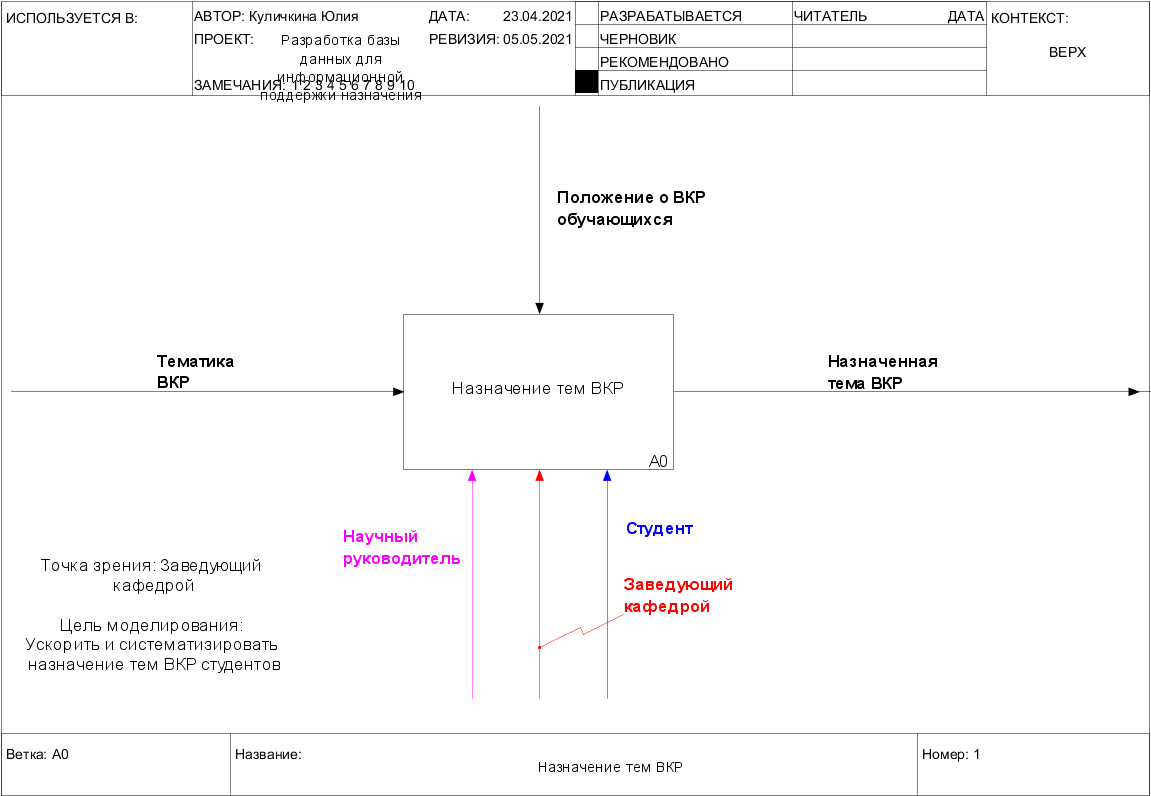 ИСПОЛЬЗУЕТСЯ В:
АВТОР: Куличкина Юлия
ДАТА: 23.04.2021
ПРОЕКТ: Разработка базы
данных для
информационной
поддержки назначения
РЕВИЗИЯ: 05.05.2021
ЗАМЕЧАНИЯ: 1 2 3 4 5 6 7 8 9 10
РАЗРАБАТЫВАЕТСЯ
ЧЕРНОВИК
РЕКОМЕНДОВАНО
ПУБЛИКАЦИЯ
ЧИТАТЕЛЬ ДАТА
КОНТЕКСТ:
ВЕРХ
Положение о ВКР
обучающихся
Тематика
ВКР
Назначение тем ВКР
A0
Назначенная
тема ВКР
Научный
руководитель
Студент
Заведующий
кафедрой
Точка зрения: Заведующий
кафедрой
Цель моделирования:
Ускорить и систематизировать
назначение тем ВКР студентов
Ветка: A0
Название:
Назначение тем ВКР
Номер: 1